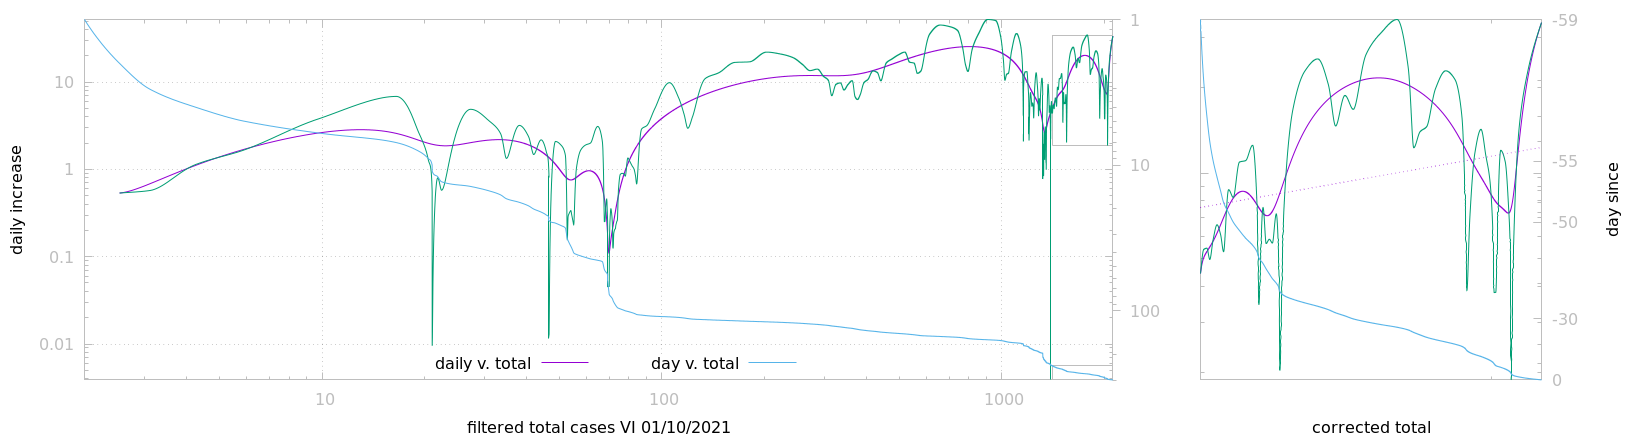 daily increase
10
1
0.1
0.01
daily v. total
day v. total
10
100
1000
filtered total cases VI 01/10/2021
1
10
100
-59
-55
-50
-30
0
day since
corrected total